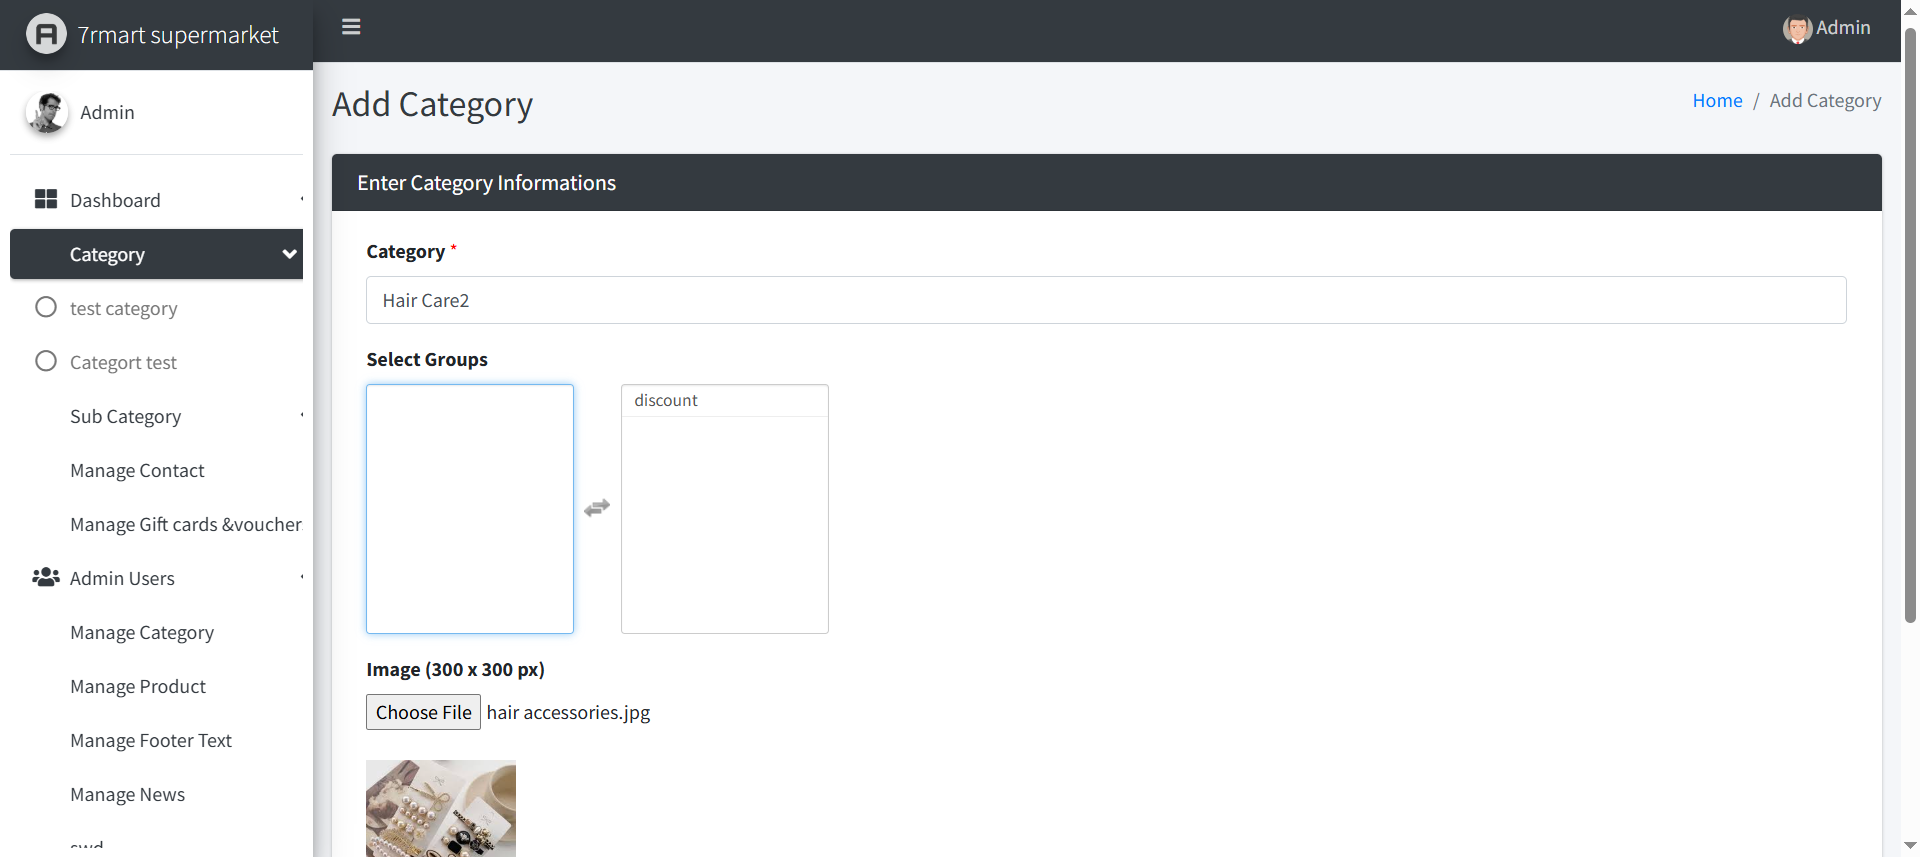 7rmart supermarket
Admin
Admin
Dashboard
Category
test category
Categort test
Sub Category
Manage Contact
Manage Gift cards &voucher
Admin Users
Manage Category
Manage Product
Manage Footer Text
Manage News
Add Category
Home / Add Category
Enter Category Informations
Category *
Hair Care2
Select Groups
discount
Image (300 x 300 px)
Choose File hair accessories.jpg